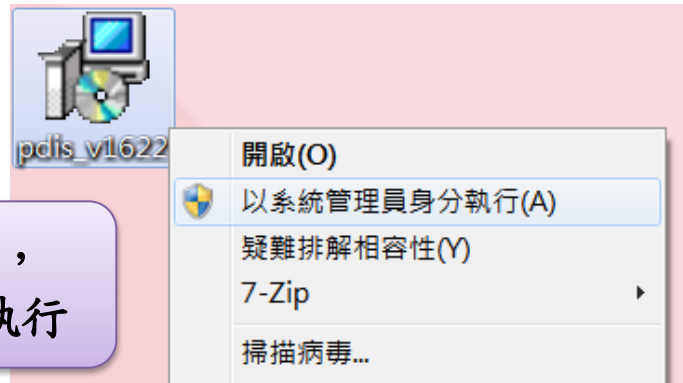 pdis_v1622
開啟(O)
以系統管理員身分執行(A)
疑難排解相容性(Y)
7-Zip
掃描病毒...
，
執行